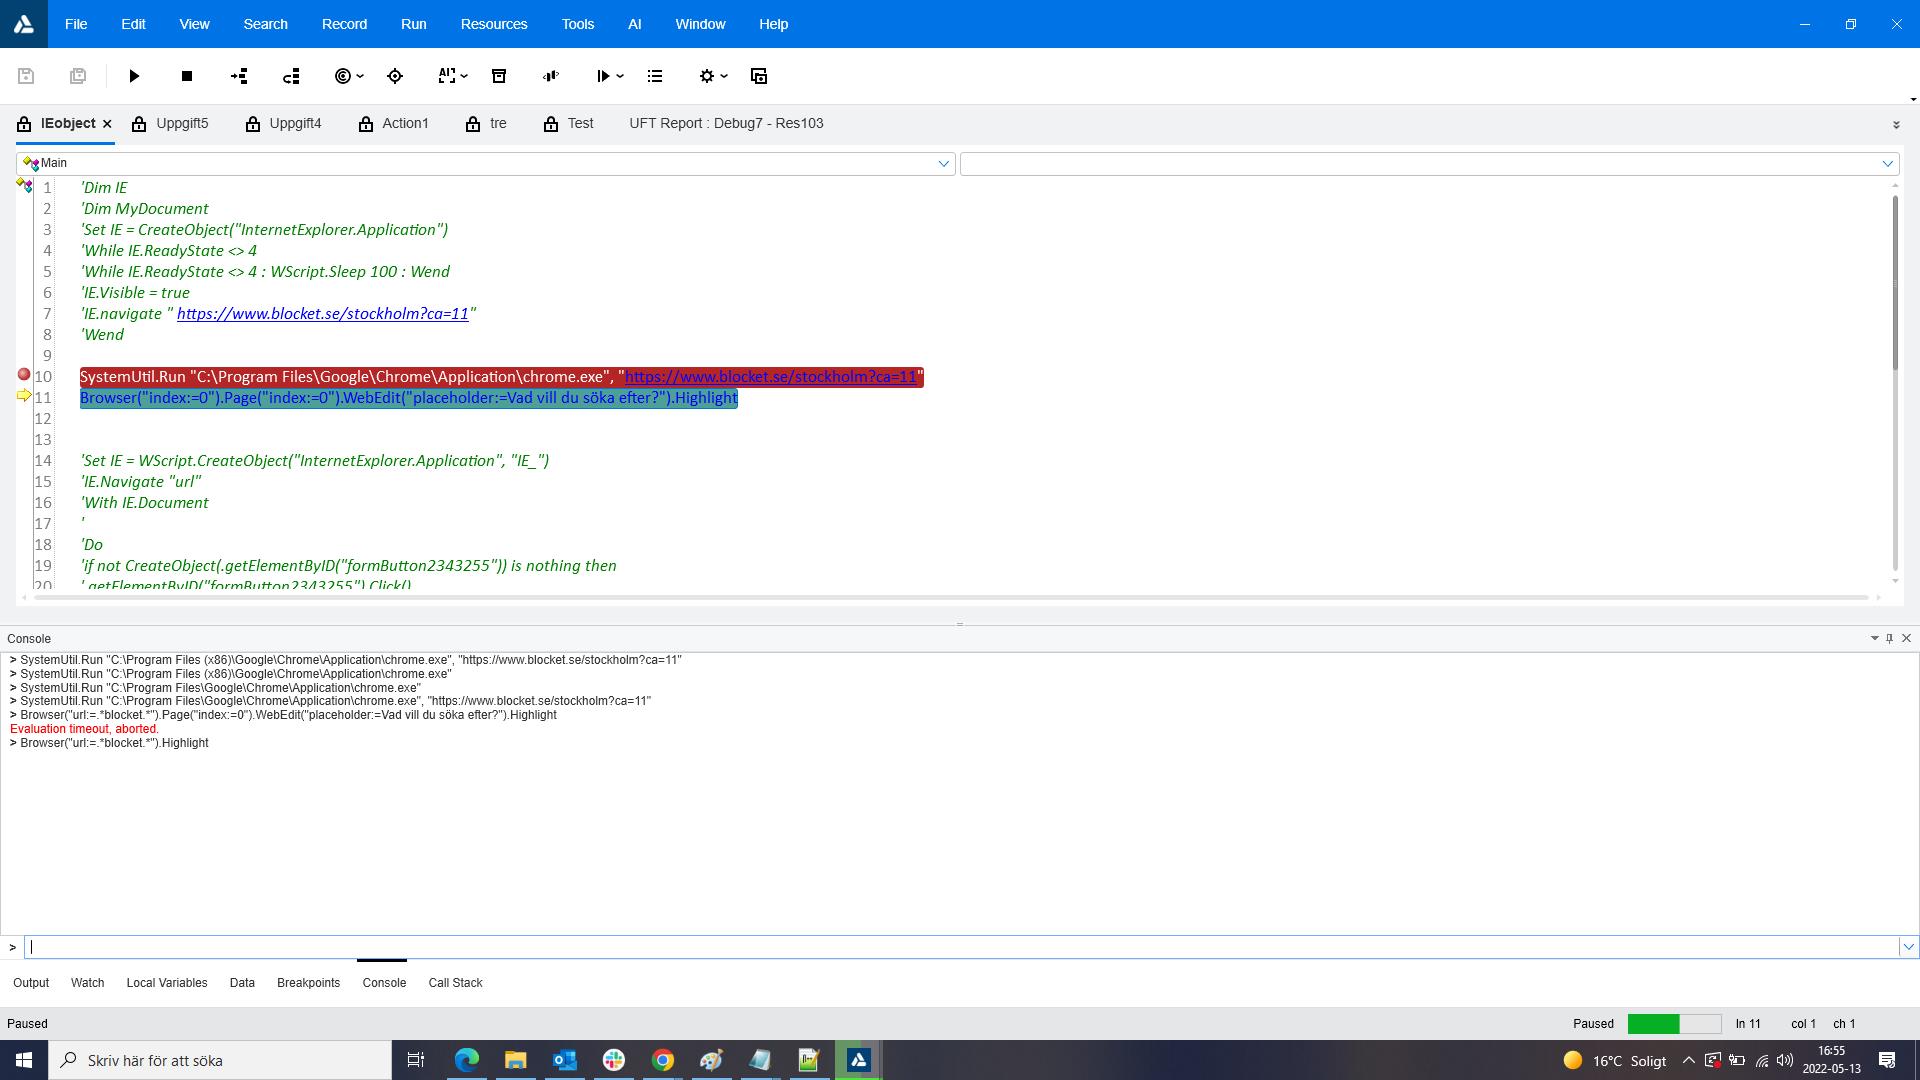 File Edit View Search Record Run Resources Tools AI Window Help
AI
IEobject Uppgift5 Uppgift4 Action1 tre Test UFT Report : Debug7 - Res103
Main
1 'Dim IE
2 'Dim MyDocument
3 'Set IE = CreateObject("InternetExplorer.Application")
4 'While IE.ReadyState <> 4
5 'While IE.ReadyState <> 4 : WScript.Sleep 100 : Wend
6 'IE.Visible = true
7 'IE.navigate " https://www.blocket.se/stockholm?ca=11"
8 'Wend
9
10 SystemUtil.Run "C:\Program Files\Google\Chrome\Application\chrome.exe", "https://www.blocket.se/stockholm?ca=11"
11 Browser("index:=0").Page("index:=0").WebEdit("placeholder:=Vad vill du söka efter?").Highlight
12
13
14 'Set IE = WScript.CreateObject("InternetExplorer.Application", "IE_")
15 'IE.Navigate "url"
16 'With IE.Document
17 '
18 'Do
19 'if not CreateObject(.getElementByID("formButton2343255")) is nothing then
20 ' .getElementByID("formButton2343255").Click()
Console
> SystemUtil.Run "C:\Program Files (x86)\Google\Chrome\Application\chrome.exe", "https://www.blocket.se/stockholm?ca=11"
> SystemUtil.Run "C:\Program Files (x86)\Google\Chrome\Application\chrome.exe"
> SystemUtil.Run "C:\Program Files\Google\Chrome\Application\chrome.exe"
> SystemUtil.Run "C:\Program Files\Google\Chrome\Application\chrome.exe", "https://www.blocket.se/stockholm?ca=11"
> Browser("url:=.*blocket.*").Page("index:=0").WebEdit("placeholder:=Vad vill du söka efter?").Highlight
Evaluation timeout, aborted.
> Browser("url:=.*blocket.*").Highlight
>
Output Watch Local Variables Data Breakpoints Console Call Stack
Paused Paused ln 11 col 1 ch 1
Skriv här för att söka 16°C Soligt 16:55
2022-05-13